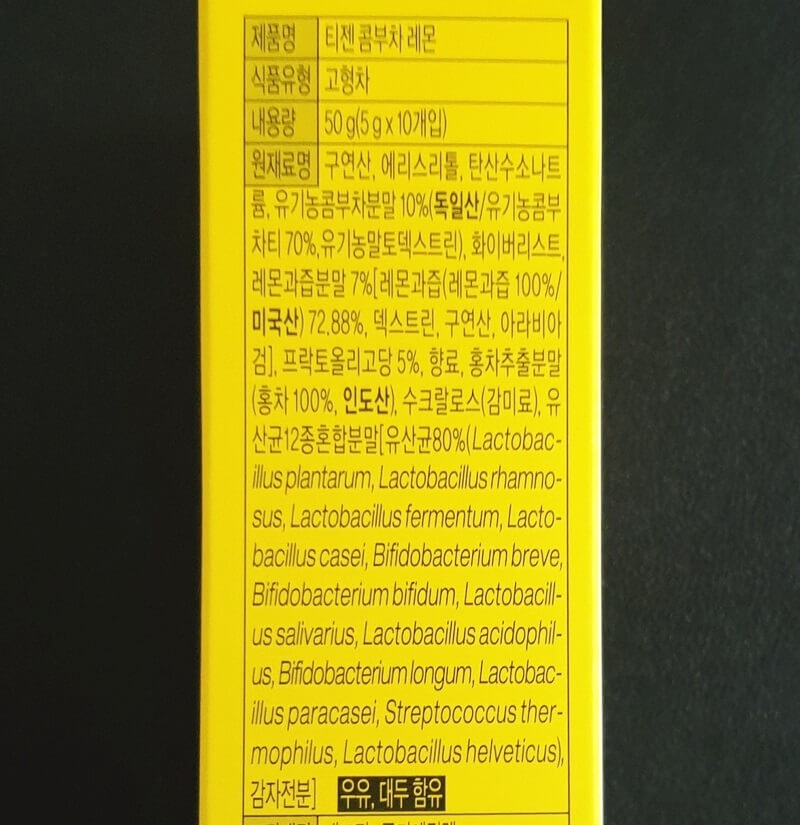 제품명 티젠 콤부차 레몬
식품유형 고형차
내용량 50 g(5 g x 10개입)
원재료명 구연산, 에리스리톨, 탄산수소나트
륨, 유기농콤부차분말 10%(독일산/유기농콤부
차티 70%,유기농말토덱스트린), 화이버리스트,
레몬과즙분말 7%[레몬과즙(레몬과즙 100%/
미국산) 72.88%, 덱스트린, 구연산, 아라비아
검], 프락토올리고당 5%, 향료, 홍차추출분말
(홍차 100%, 인도산), 수크랄로스(감미료), 유
산균12종혼합분말[유산균80%(Lactobac-
illus plantarum, Lactobacillus rhamno-
sus, Lactobacillus fermentum, Lacto-
bacillus casei, Bifidobacterium breve,
Bifidobacterium bifidum, Lactobacill-
us salivarius, Lactobacillus acidophil-
us, Bifidobacterium longum, Lactobac-
illus paracasei, Streptococcus ther-
mophilus, Lactobacillus helveticus),
감자전분] 우유, 대두 함유